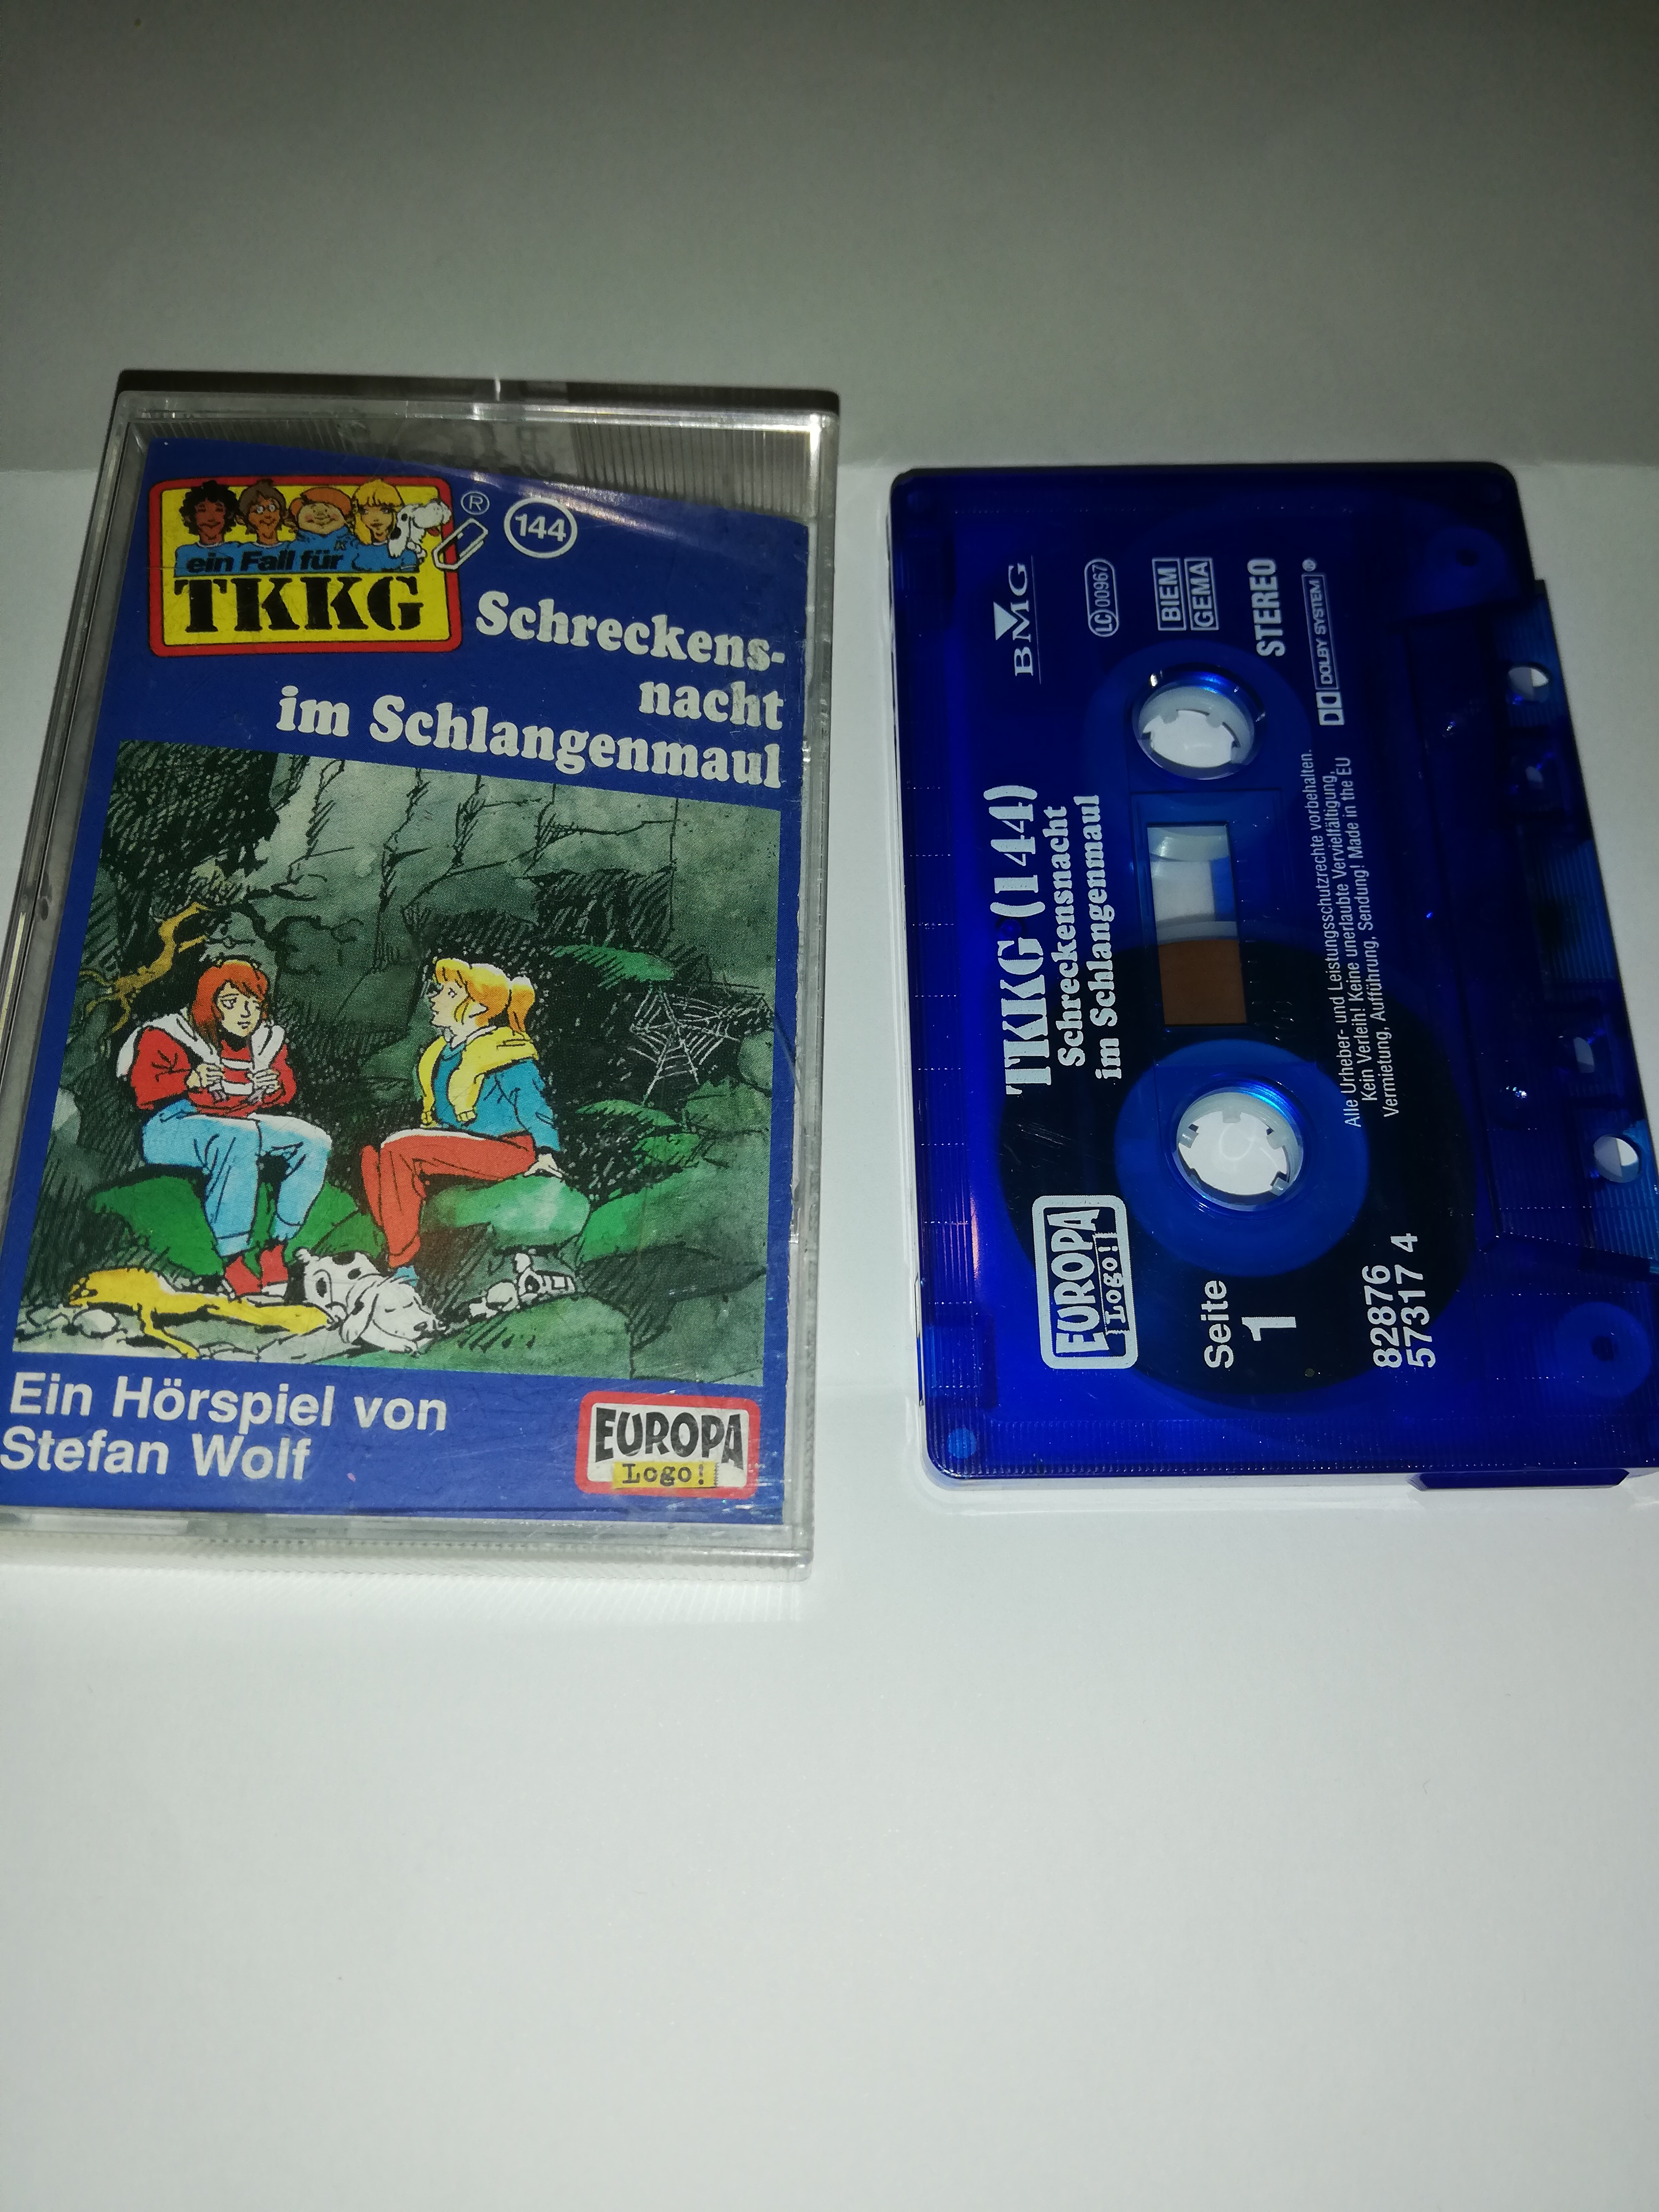 ein Fall für
TKKG
®
144
Schreckens-
nacht
im Schlangenmaul
Ein Hörspiel von
Stefan Wolf
EUROPA
Logo!
BMG
LC 00967
BIEM
GEMA
STEREO
DOLBY SYSTEM ®
TKKG (144)
Schreckensnacht
im Schlangenmaul
Alle Urheber- und Leistungsschutzrechte vorbehalten.
Kein Verleih! Keine unerlaubte Vervielfältigung,
Vermietung, Aufführung, Sendung! Made in the EU
EUROPA
Logo!
Seite
1
82876
57317 4